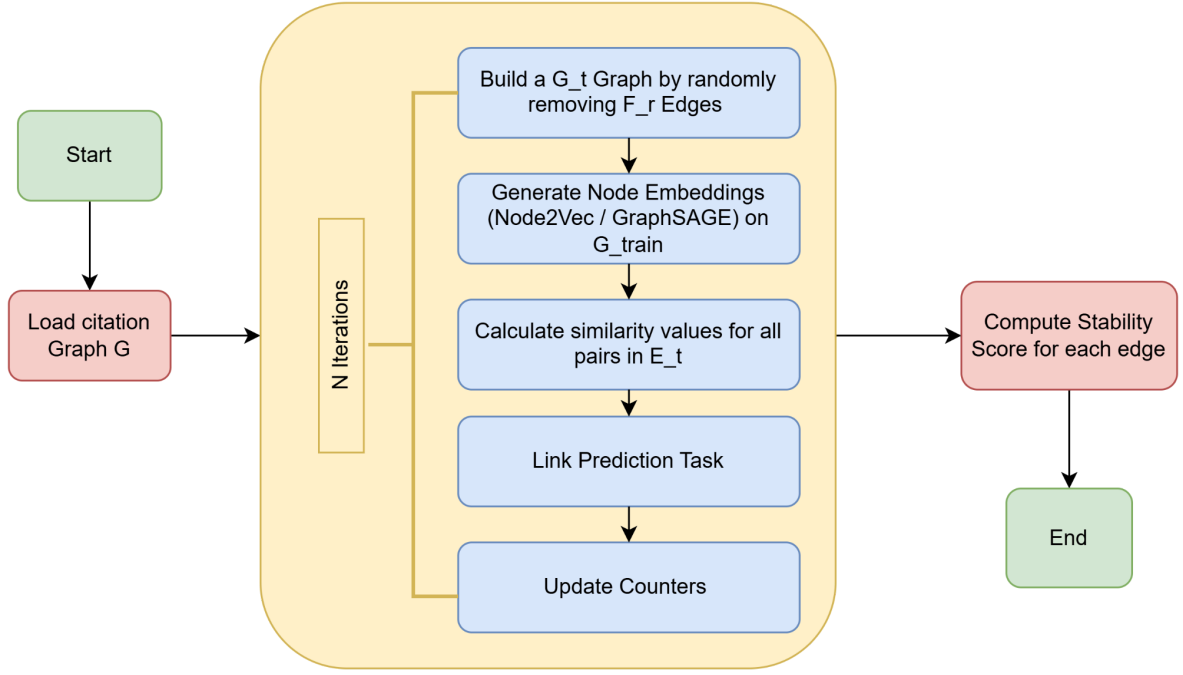 Start
Load citation
Graph G
N Iterations
Build a G_t Graph by randomly
removing F_r Edges
Generate Node Embeddings
(Node2Vec / GraphSAGE) on
G_train
Calculate similarity values for all
pairs in E_t
Link Prediction Task
Update Counters
Compute Stability
Score for each edge
End